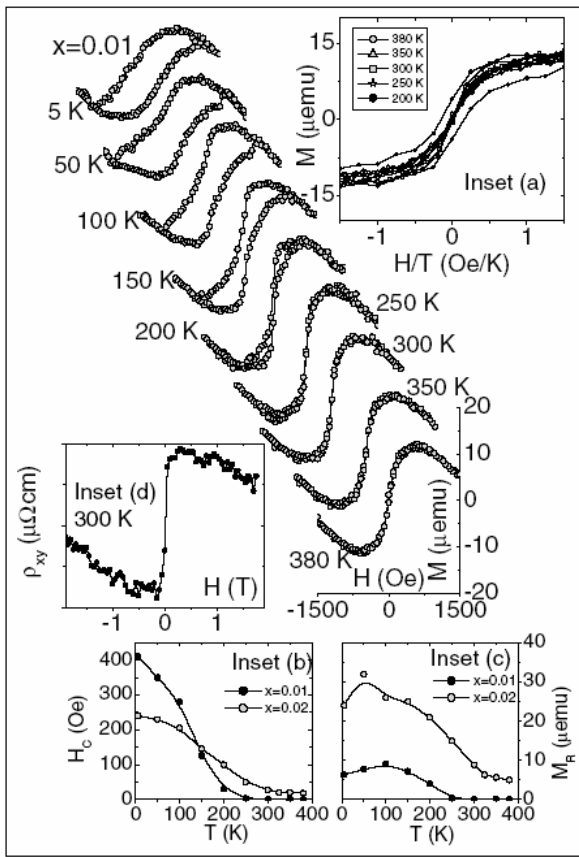 x=0.01
5 K
50 K
100 K
150 K
200 K
250 K
300 K
350 K
380 K
380 K
350 K
300 K
250 K
200 K
Inset (a)
M (μemu)
15
0
-15
-1 0 1
H/T (Oe/K)
Inset (d)
300 K
ρxy (μΩcm)
H (T)
-1 0 1
20
10
0
-10
-20
M (μemu)
H (Oe)
-1500 0 1500
Inset (b)
x=0.01
x=0.02
400
300
200
100
0
Hc (Oe)
0 100 200 300 400
T (K)
Inset (c)
x=0.01
x=0.02
40
30
20
10
0
MR (μemu)
0 100 200 300 400
T (K)